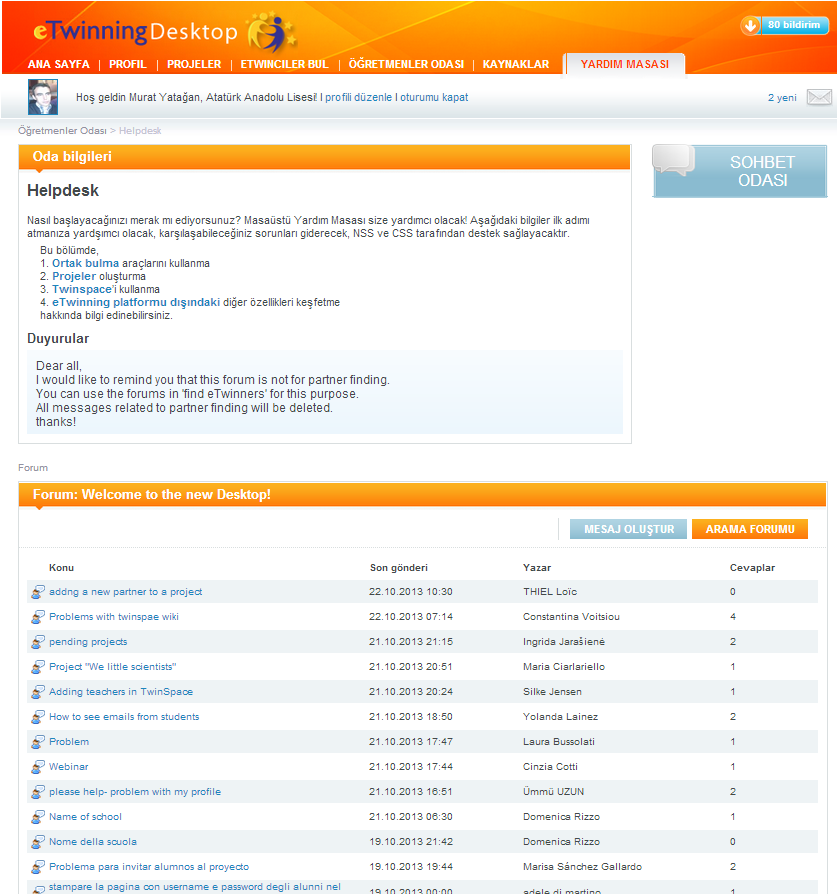 eTwinningDesktop
80 bildirim
ANA SAYFA | PROFIL | PROJELER | ETWINCILER BUL | ÖĞRETMENLER ODASI | KAYNAKLAR YARDIM MASASI
Hoş geldin Murat Yatağan, Atatürk Anadolu Lisesi! I profili düzenle I oturumu kapat
2 yeni
Öğretmenler Odası > Helpdesk
Oda bilgileri
SOHBET
ODASI
Helpdesk
Nasıl başlayacağınızı merak mı ediyorsunuz? Masaüstü Yardım Masası size yardımcı olacak! Aşağıdaki bilgiler ilk adımı
atmanıza yardşımcı olacak, karşılaşabileceğiniz sorunları giderecek, NSS ve CSS tarafından destek sağlayacaktır.
Bu bölümde,
1. Ortak bulma araçlarını kullanma
2. Projeler oluşturma
3. Twinspace'i kullanma
4. eTwinning platformu dışındaki diğer özellikleri keşfetme
hakkında bilgi edinebilirsiniz.
Duyurular
Dear all,
I would like to remind you that this forum is not for partner finding.
You can use the forums in 'find eTwinners' for this purpose.
All messages related to partner finding will be deleted.
thanks!
Forum
Forum: Welcome to the new Desktop!
MESAJ OLUŞTUR ARAMA FORUMU
Konu Son gönderi Yazar Cevaplar
addng a new partner to a project 22.10.2013 10:30 THIEL Loïc 0
Problems with twinspae wiki 22.10.2013 07:14 Constantina Voitsiou 4
pending projects 21.10.2013 21:15 Ingrida Jarašienė 2
Project "We little scientists" 21.10.2013 20:51 Maria Ciarlariello 1
Adding teachers in TwinSpace 21.10.2013 20:24 Silke Jensen 1
How to see emails from students 21.10.2013 18:50 Yolanda Lainez 2
Problem 21.10.2013 17:47 Laura Bussolati 1
Webinar 21.10.2013 17:44 Cinzia Cotti 1
please help- problem with my profile 21.10.2013 16:51 Ümmü UZUN 2
Name of school 21.10.2013 06:30 Domenica Rizzo 1
Nome della scuola 19.10.2013 21:42 Domenica Rizzo 0
Problema para invitar alumnos al proyecto 19.10.2013 19:44 Marisa Sánchez Gallardo 2
stampare la pagina con username e password degli alunni nel 19.10.2013 00:00 adele di martino 1